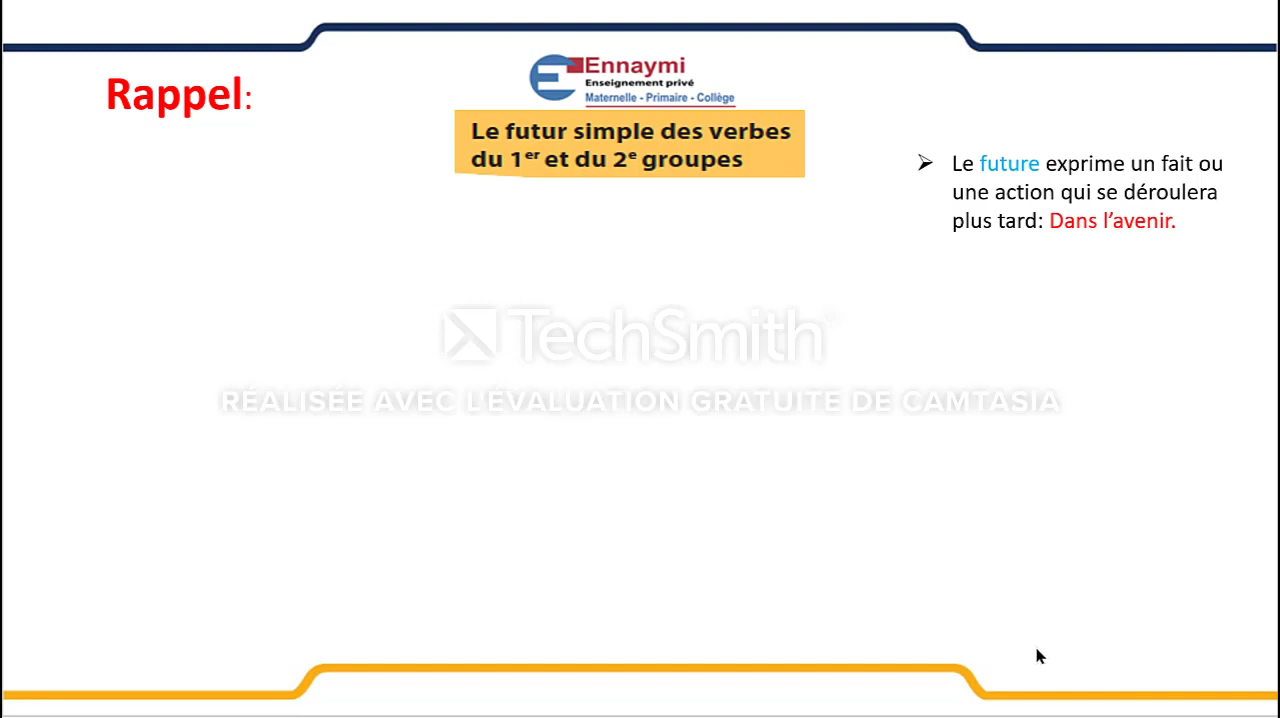 Rappel:
Ennaymi
Enseignement privé
Maternelle - Primaire - Collège
Le futur simple des verbes
du 1er et du 2e groupes
➢ Le future exprime un fait ou
une action qui se déroulera
plus tard: Dans l’avenir.
TechSmith
RÉALISÉE AVEC L'ÉVALUATION GRATUITE DE CAMTASIA